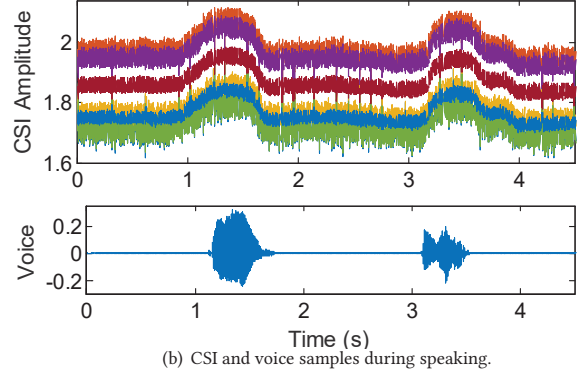 CSI Amplitude
2
1.8
1.6
0 1 2 3 4
Voice
0.2
0
-0.2
0 1 2 3 4
Time (s)
(b) CSI and voice samples during speaking.